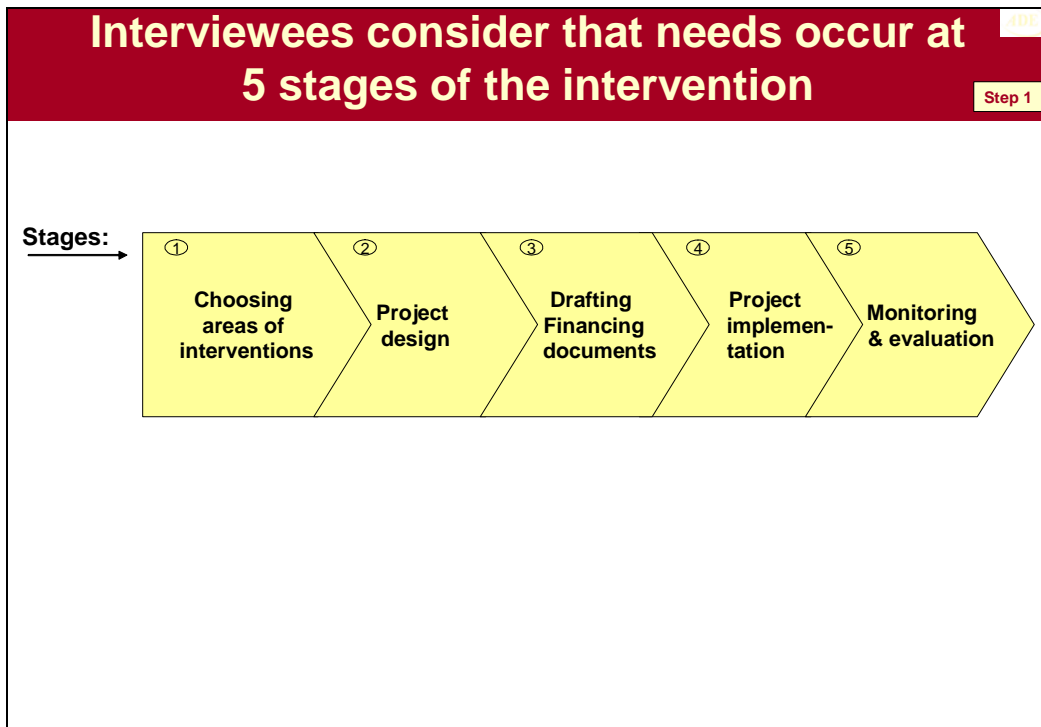 Interviewees consider that needs occur at
5 stages of the intervention
ADE
Step 1
Stages:
1
Choosing
areas of
interventions
2
Project
design
3
Drafting
Financing
documents
4
Project
implemen-
tation
5
Monitoring
& evaluation